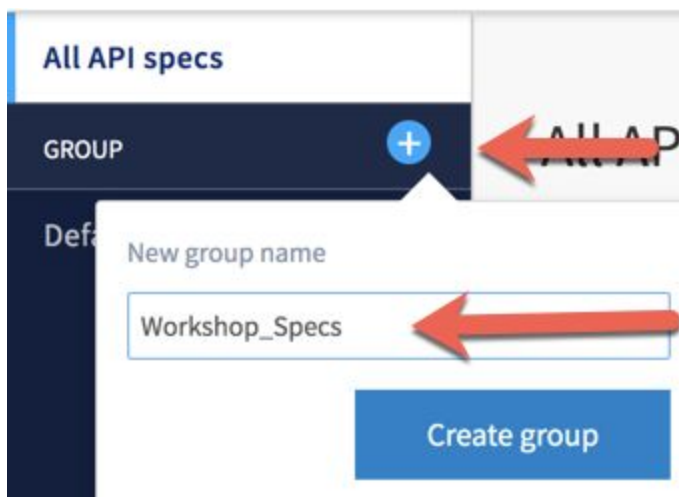 All API specs
GROUP
New group name
Workshop_Specs
Create group